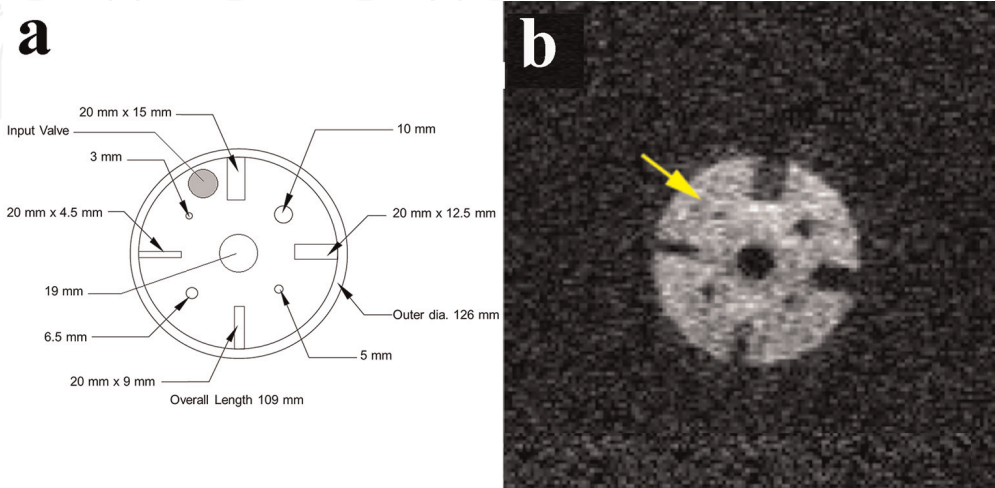 a
b
20 mm x 15 mm
Input Valve
10 mm
3 mm
20 mm x 4.5 mm
20 mm x 12.5 mm
19 mm
Outer dia. 126 mm
6.5 mm
5 mm
20 mm x 9 mm
Overall Length 109 mm